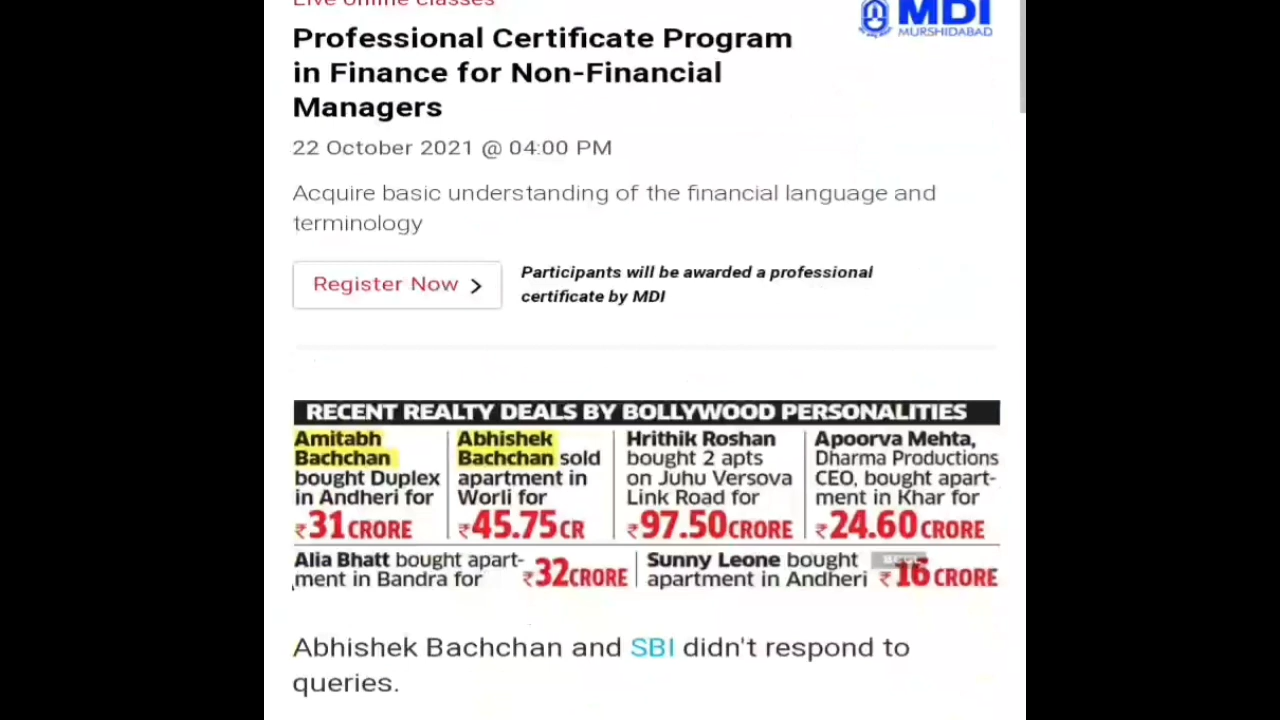 Live online classes
MDI
MURSHIDABAD
Professional Certificate Program
in Finance for Non-Financial
Managers
22 October 2021 @ 04:00 PM
Acquire basic understanding of the financial language and
terminology
Register Now >
Participants will be awarded a professional
certificate by MDI
RECENT REALTY DEALS BY BOLLYWOOD PERSONALITIES
Amitabh
Bachchan
bought Duplex
in Andheri for
₹31 CRORE
Abhishek
Bachchan sold
apartment in
Worli for
₹45.75 CR
Hrithik Roshan
bought 2 apts
on Juhu Versova
Link Road for
₹97.50 CRORE
Apoorva Mehta,
Dharma Productions
CEO, bought apart-
ment in Khar for
₹24.60 CRORE
Alia Bhatt bought apart-
ment in Bandra for
₹32 CRORE
Sunny Leone bought
apartment in Andheri
₹16 CRORE
Abhishek Bachchan and SBI didn't respond to
queries.